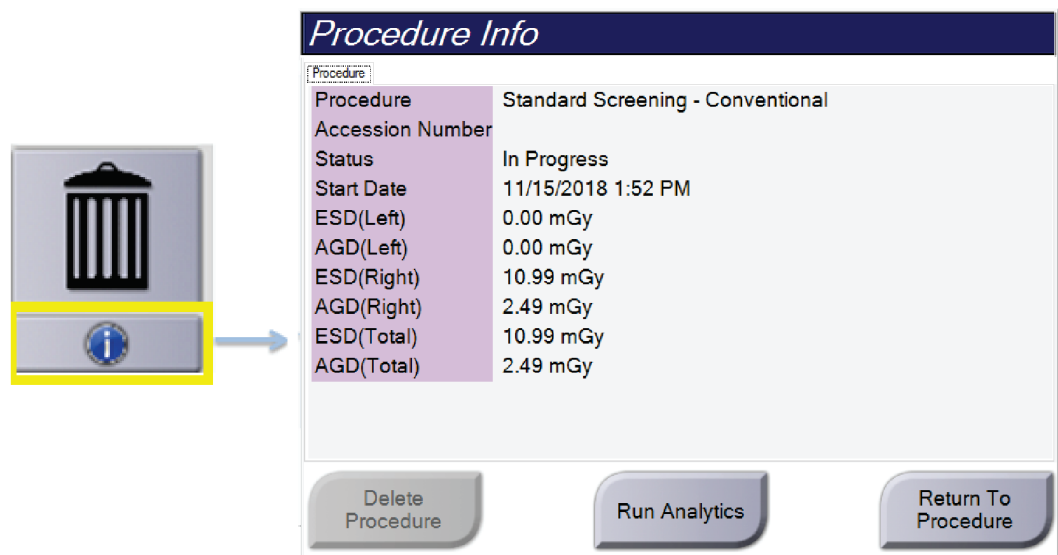 Procedure Info
Procedure
Procedure Standard Screening - Conventional
Accession Number
Status In Progress
Start Date 11/15/2018 1:52 PM
ESD(Left) 0.00 mGy
AGD(Left) 0.00 mGy
ESD(Right) 10.99 mGy
AGD(Right) 2.49 mGy
ESD(Total) 10.99 mGy
AGD(Total) 2.49 mGy
Delete
Procedure
Run Analytics
Return To
Procedure